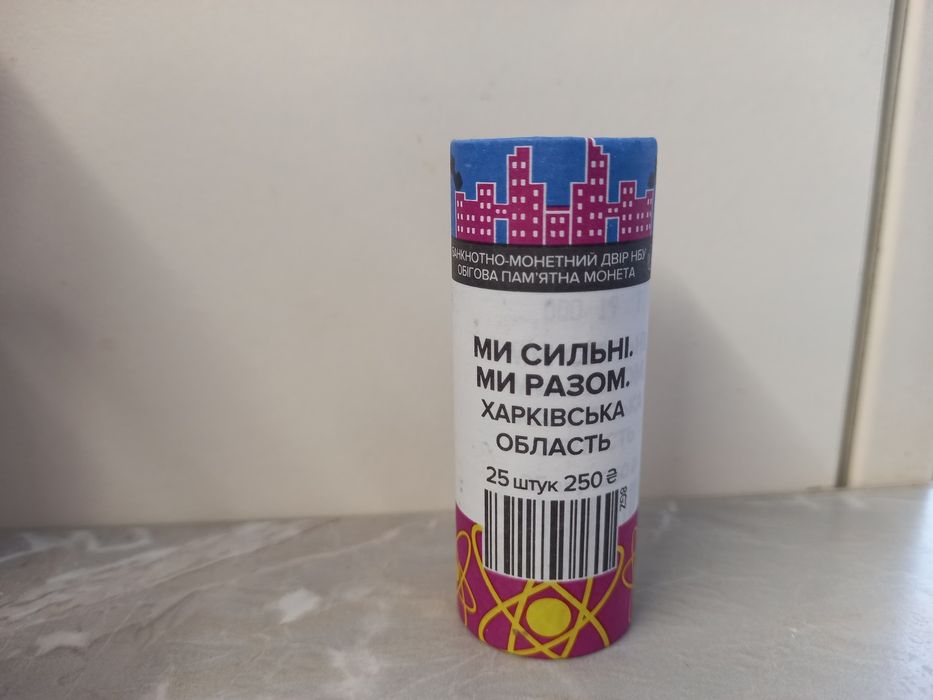 БАНКНОТНО-МОНЕТНИЙ ДВІР НБУ
ОБІГОВА ПАМ'ЯТНА МОНЕТА
МИ СИЛЬНІ.
МИ РАЗОМ.
ХАРКІВСЬКА
ОБЛАСТЬ
25 штук 250 ₴